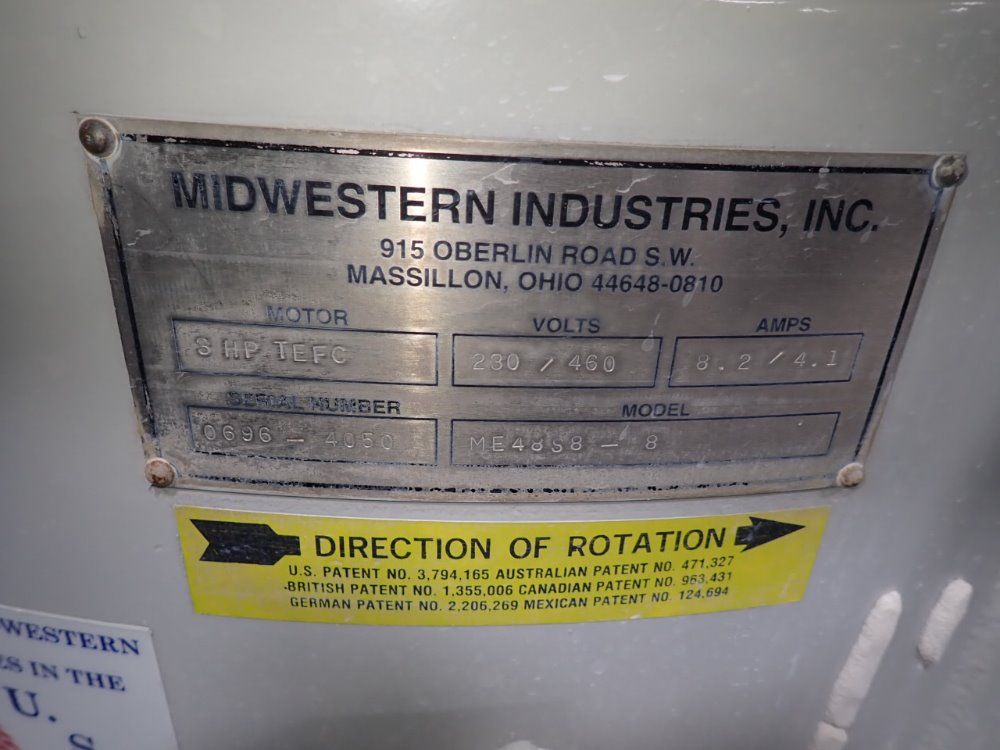 MIDWESTERN INDUSTRIES, INC.
915 OBERLIN ROAD S.W.
MASSILLON, OHIO 44648-0810
MOTOR VOLTS AMPS
3 HP TEFC 230 / 460 8.2 / 4.1
SERIAL NUMBER MODEL
0696 - 4050 ME48S8 - 8
DIRECTION OF ROTATION
U.S. PATENT NO. 3,794,165 AUSTRALIAN PATENT NO. 471,327
BRITISH PATENT NO. 1,355,006 CANADIAN PATENT NO. 963,431
GERMAN PATENT NO. 2,206,269 MEXICAN PATENT NO. 124,694
WESTERN
ES IN THE
U.
S